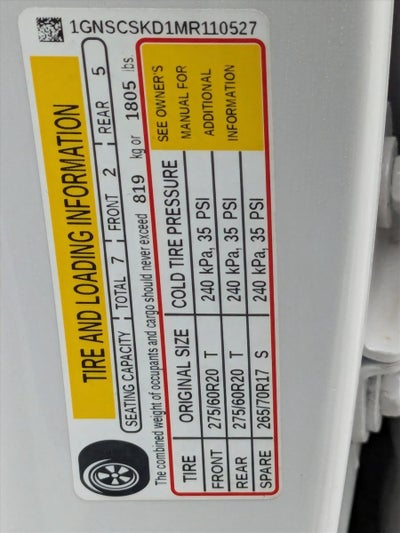 1GNSCSKD1MR110527
TIRE AND LOADING INFORMATION
SEATING CAPACITY TOTAL 7 FRONT 2 REAR 5
The combined weight of occupants and cargo should never exceed 819 kg or 1805 lbs.
TIRE ORIGINAL SIZE COLD TIRE PRESSURE
FRONT 275/60R20 T 240 kPa, 35 PSI
REAR 275/60R20 T 240 kPa, 35 PSI
SPARE 265/70R17 S 240 kPa, 35 PSI
SEE OWNER'S
MANUAL FOR
ADDITIONAL
INFORMATION